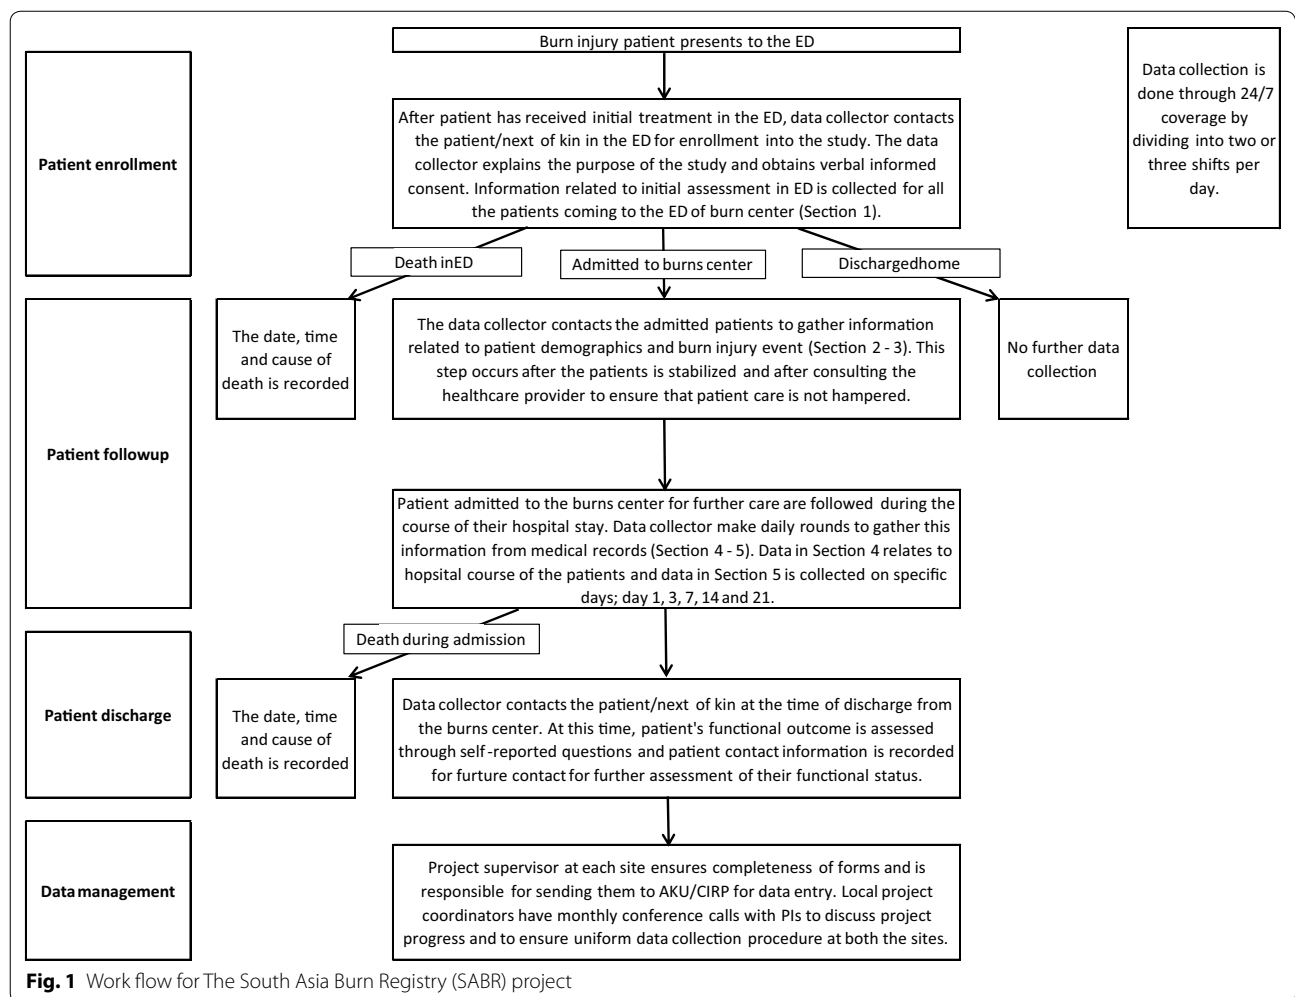 Burn injury patient presents to the ED
Data collection is
done through 24/7
coverage by
dividing into two or
three shifts per
day.
Patient enrollment
After patient has received initial treatment in the ED, data collector contacts
the patient/next of kin in the ED for enrollment into the study. The data
collector explains the purpose of the study and obtains verbal informed
consent. Information related to initial assessment in ED is collected for all
the patients coming to the ED of burn center (Section 1).
Death inED
Admitted to burns center
Dischargedhome
Patient followup
The date, time
and cause of
death is recorded
The data collector contacts the admitted patients to gather information
related to patient demographics and burn injury event (Section 2 - 3). This
step occurs after the patients is stabilized and after consulting the
healthcare provider to ensure that patient care is not hampered.
No further data
collection
Patient admitted to the burns center for further care are followed during the
course of their hospital stay. Data collector make daily rounds to gather this
information from medical records (Section 4 - 5). Data in Section 4 relates to
hopsital course of the patients and data in Section 5 is collected on specific
days; day 1, 3, 7, 14 and 21.
Death during admission
Patient discharge
The date, time
and cause of
death is recorded
Data collector contacts the patient/next of kin at the time of discharge from
the burns center. At this time, patient's functional outcome is assessed
through self-reported questions and patient contact information is recorded
for furture contact for further assessment of their functional status.
Data management
Project supervisor at each site ensures completeness of forms and is
responsible for sending them to AKU/CIRP for data entry. Local project
coordinators have monthly conference calls with PIs to discuss project
progress and to ensure uniform data collection procedure at both the sites.
Fig. 1 Work flow for The South Asia Burn Registry (SABR) project